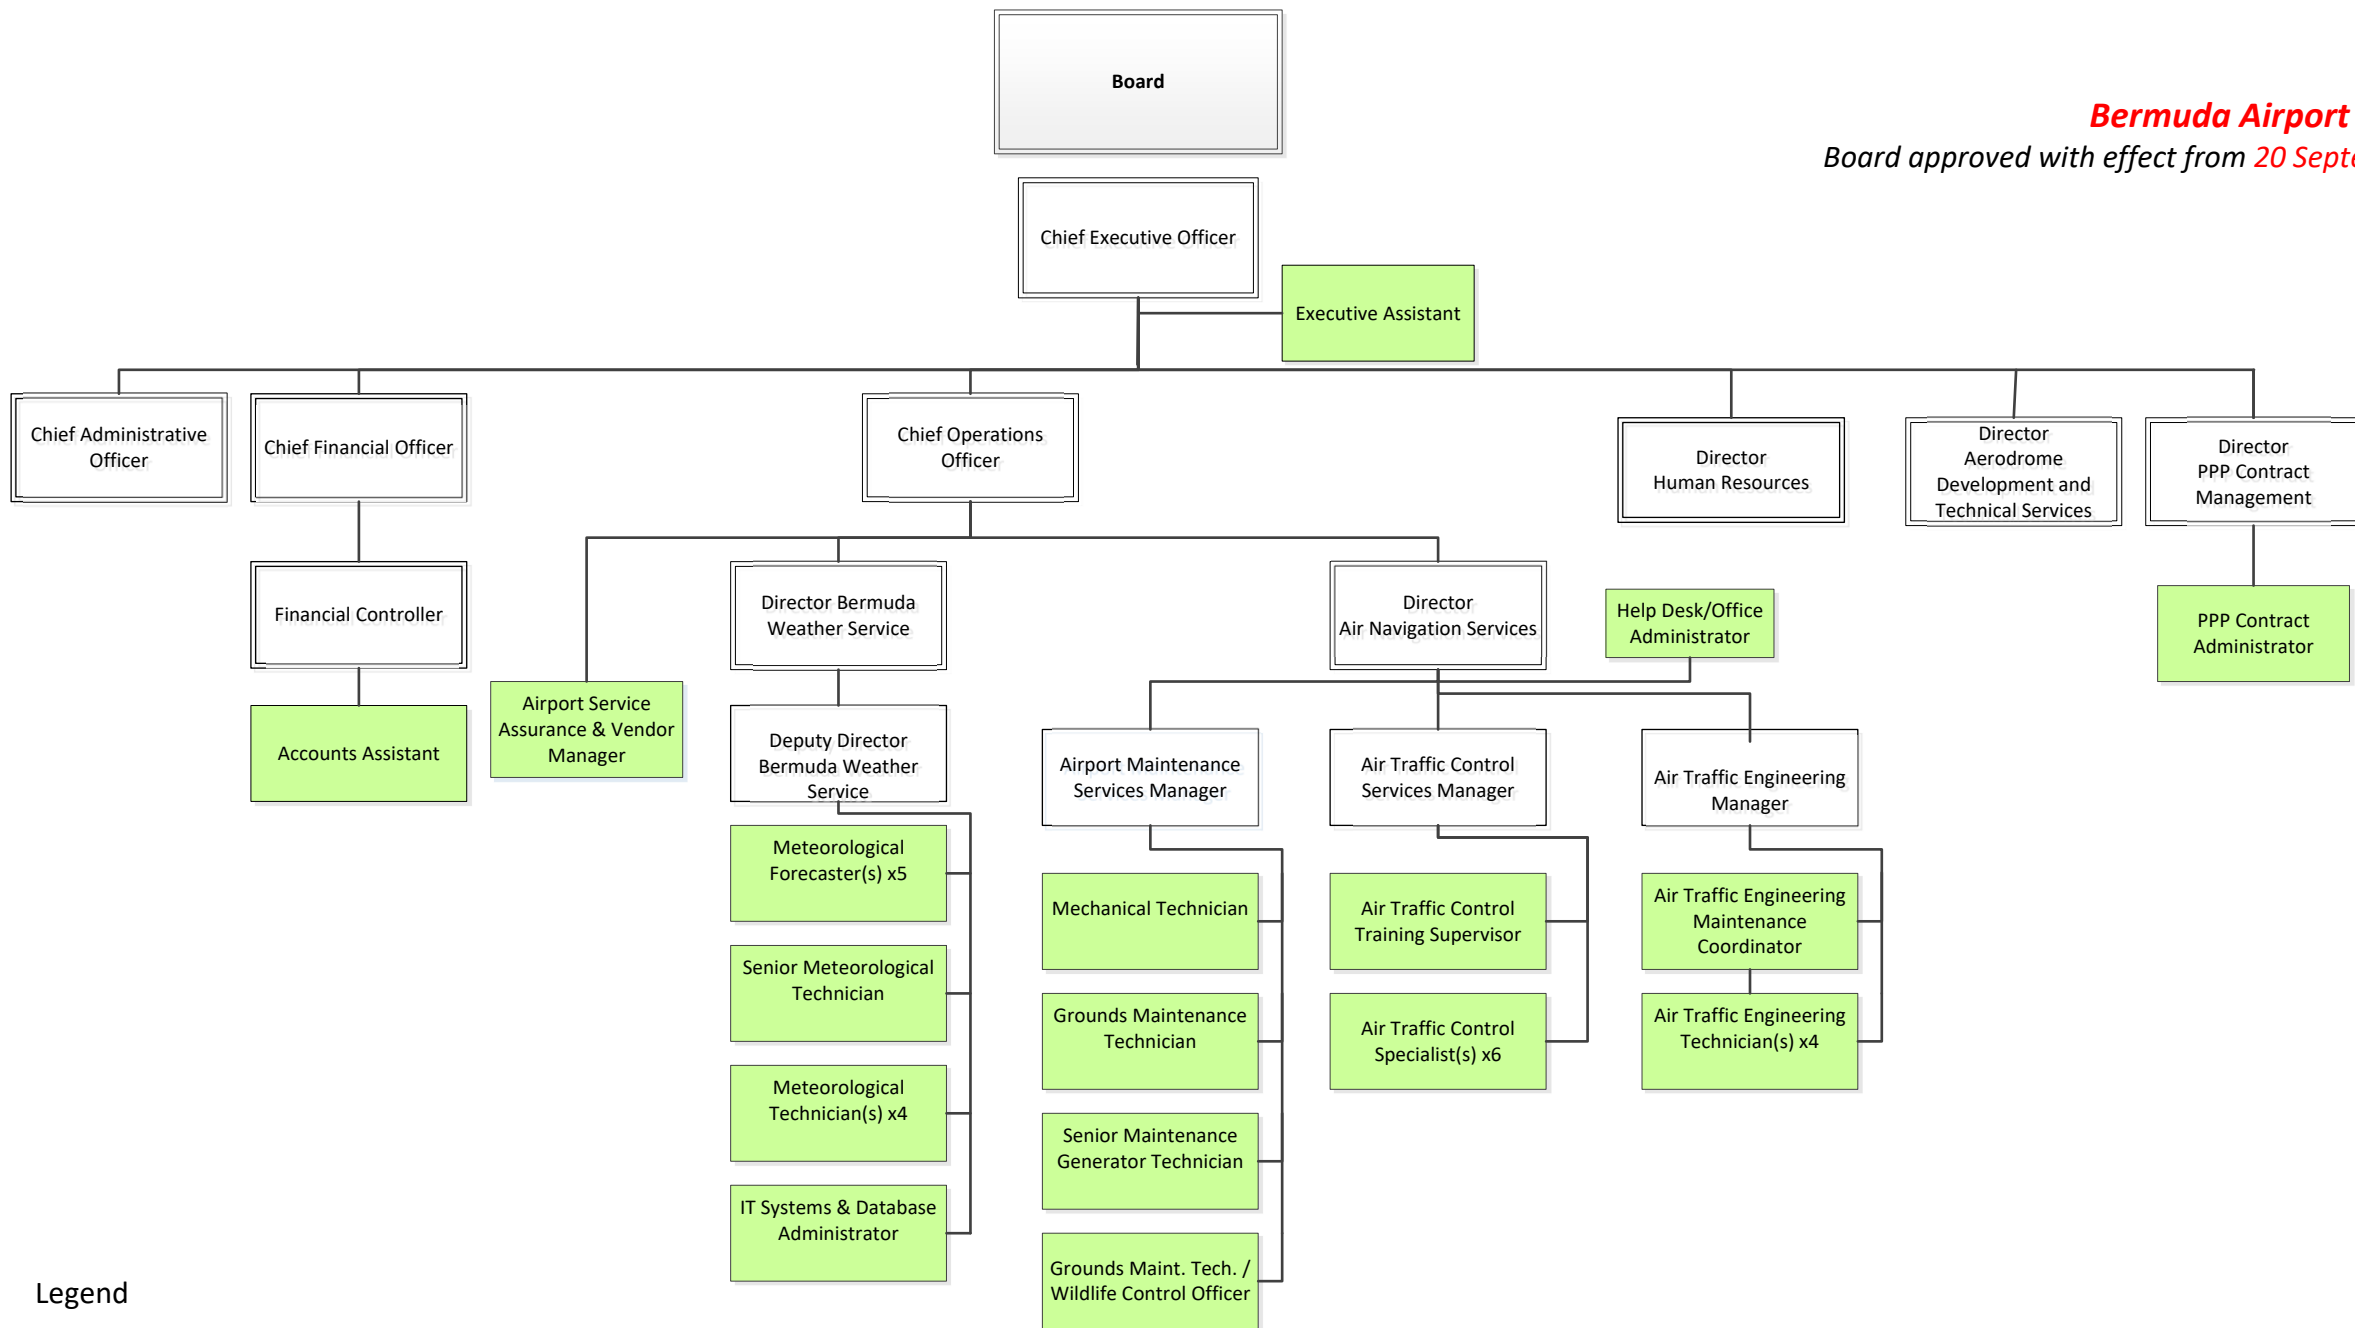 Board
Bermuda Airport
Board approved with effect from 20
Chief Executive Officer
Executive Assistant
Chief Administrative
Officer
Chief Financial Officer
Chief Operations
Officer
Director
Human Resources
Director
Aerodrome
Development and
Technical Services
Director
PPP Contract
Management
Financial Controller
Director Bermuda
Weather Service
Director
Air Navigation Services
Help Desk/Office
Administrator
PPP Contract
Administrator
Accounts Assistant
Airport Service
Assurance & Vendor
Manager
Deputy Director
Bermuda Weather
Service
Airport Maintenance
Services Manager
Air Traffic Control
Services Manager
Air Traffic Engineering
Manager
Meteorological
Forecaster(s) x5
Senior Meteorological
Technician
Meteorological
Technician(s) x4
IT Systems & Database
Administrator
Mechanical Technician
Grounds Maintenance
Technician
Senior Maintenance
Generator Technician
Grounds Maint. Tech. /
Wildlife Control Officer
Air Traffic Control
Training Supervisor
Air Traffic Control
Specialist(s) x6
Air Traffic Engineering
Maintenance
Coordinator
Air Traffic Engineering
Technician(s) x4
Legend